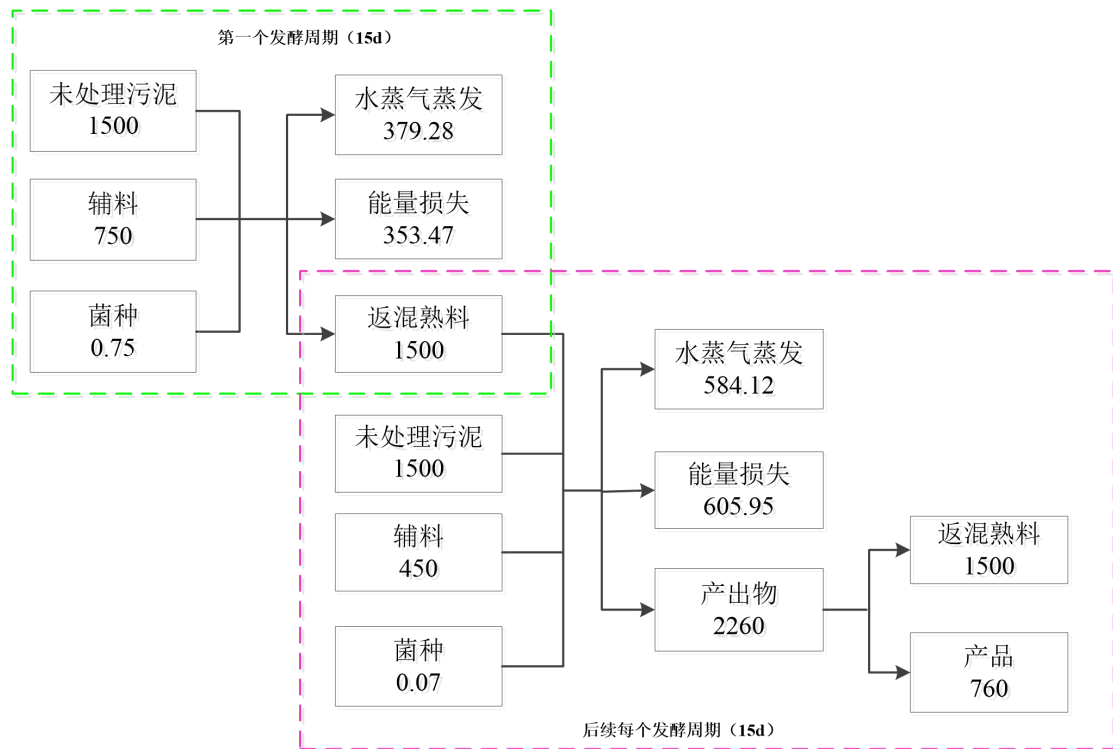 第一个发酵周期（15d）
未处理污泥
1500
辅料
750
菌种
0.75
水蒸气蒸发
379.28
能量损失
353.47
返混熟料
1500
未处理污泥
1500
辅料
450
菌种
0.07
水蒸气蒸发
584.12
能量损失
605.95
产出物
2260
返混熟料
1500
产品
760
后续每个发酵周期（15d）